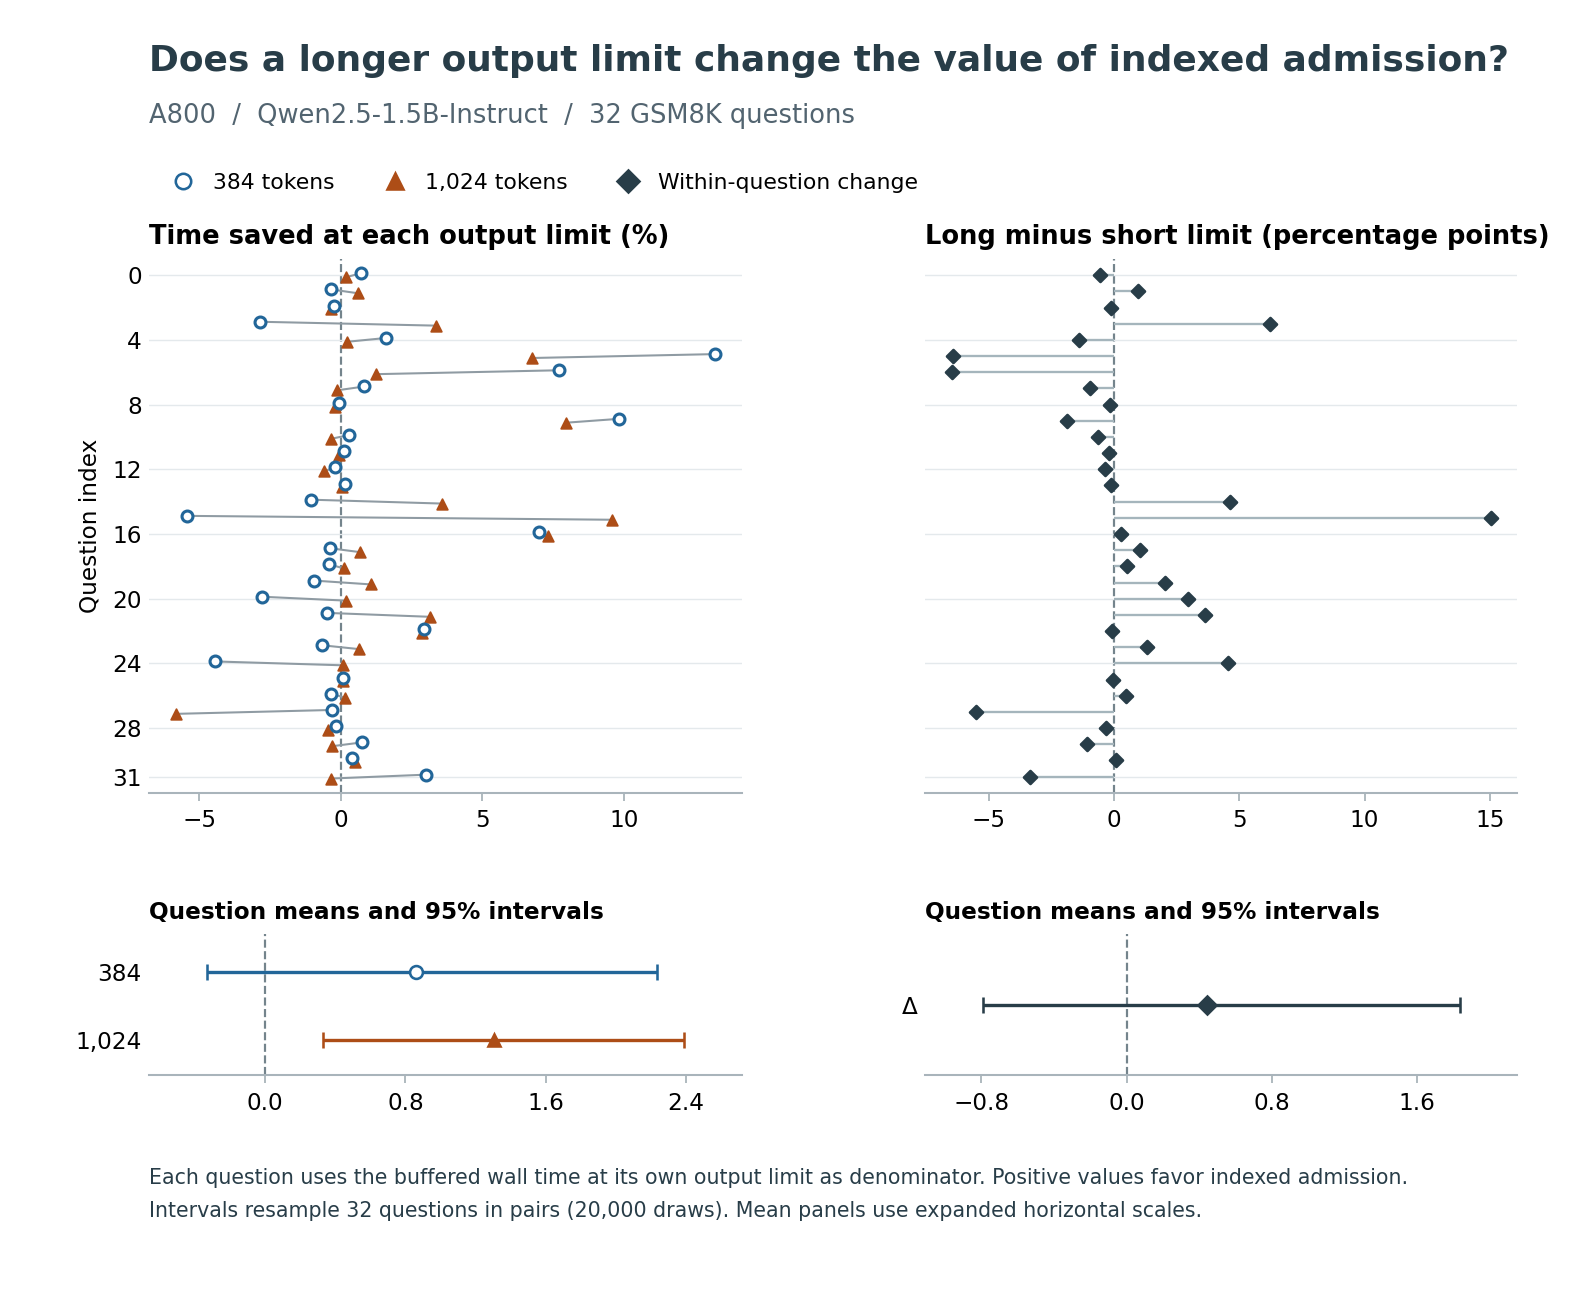 Does a longer output limit change the value of indexed admission?
A800 / Qwen2.5-1.5B-Instruct / 32 GSM8K questions
384 tokens 1,024 tokens Within-question change
Time saved at each output limit (%)
Long minus short limit (percentage points)
Question index
0
4
8
12
16
20
24
28
31
−5 0 5 10
−5 0 5 10 15
Question means and 95% intervals
Question means and 95% intervals
384
1,024
Δ
0.0 0.8 1.6 2.4
−0.8 0.0 0.8 1.6
Each question uses the buffered wall time at its own output limit as denominator. Positive values favor indexed admission.
Intervals resample 32 questions in pairs (20,000 draws). Mean panels use expanded horizontal scales.